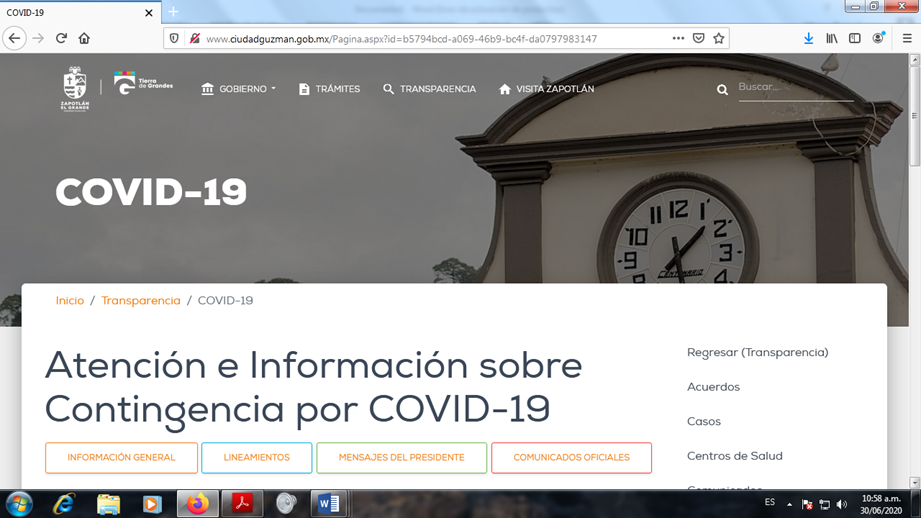 COVID-19
www.ciudadguzman.gob.mx/Pagina.aspx?id=b5794bcd-a069-46b9-bc4f-da0797983147
ZAPOTLÁN
EL GRANDE
Tierra
de Grandes
GOBIERNO
TRÁMITES
TRANSPARENCIA
VISITA ZAPOTLÁN
Buscar...
COVID-19
10 11 12 1 2 3 4 9
CENTENARIO
Inicio / Transparencia / COVID-19
Atención e Información sobre
Contingencia por COVID-19
INFORMACIÓN GENERAL
LINEAMIENTOS
MENSAJES DEL PRESIDENTE
COMUNICADOS OFICIALES
Regresar (Transparencia)
Acuerdos
Casos
Centros de Salud
Comunicados
ES
10:58 a.m.
30/06/2020